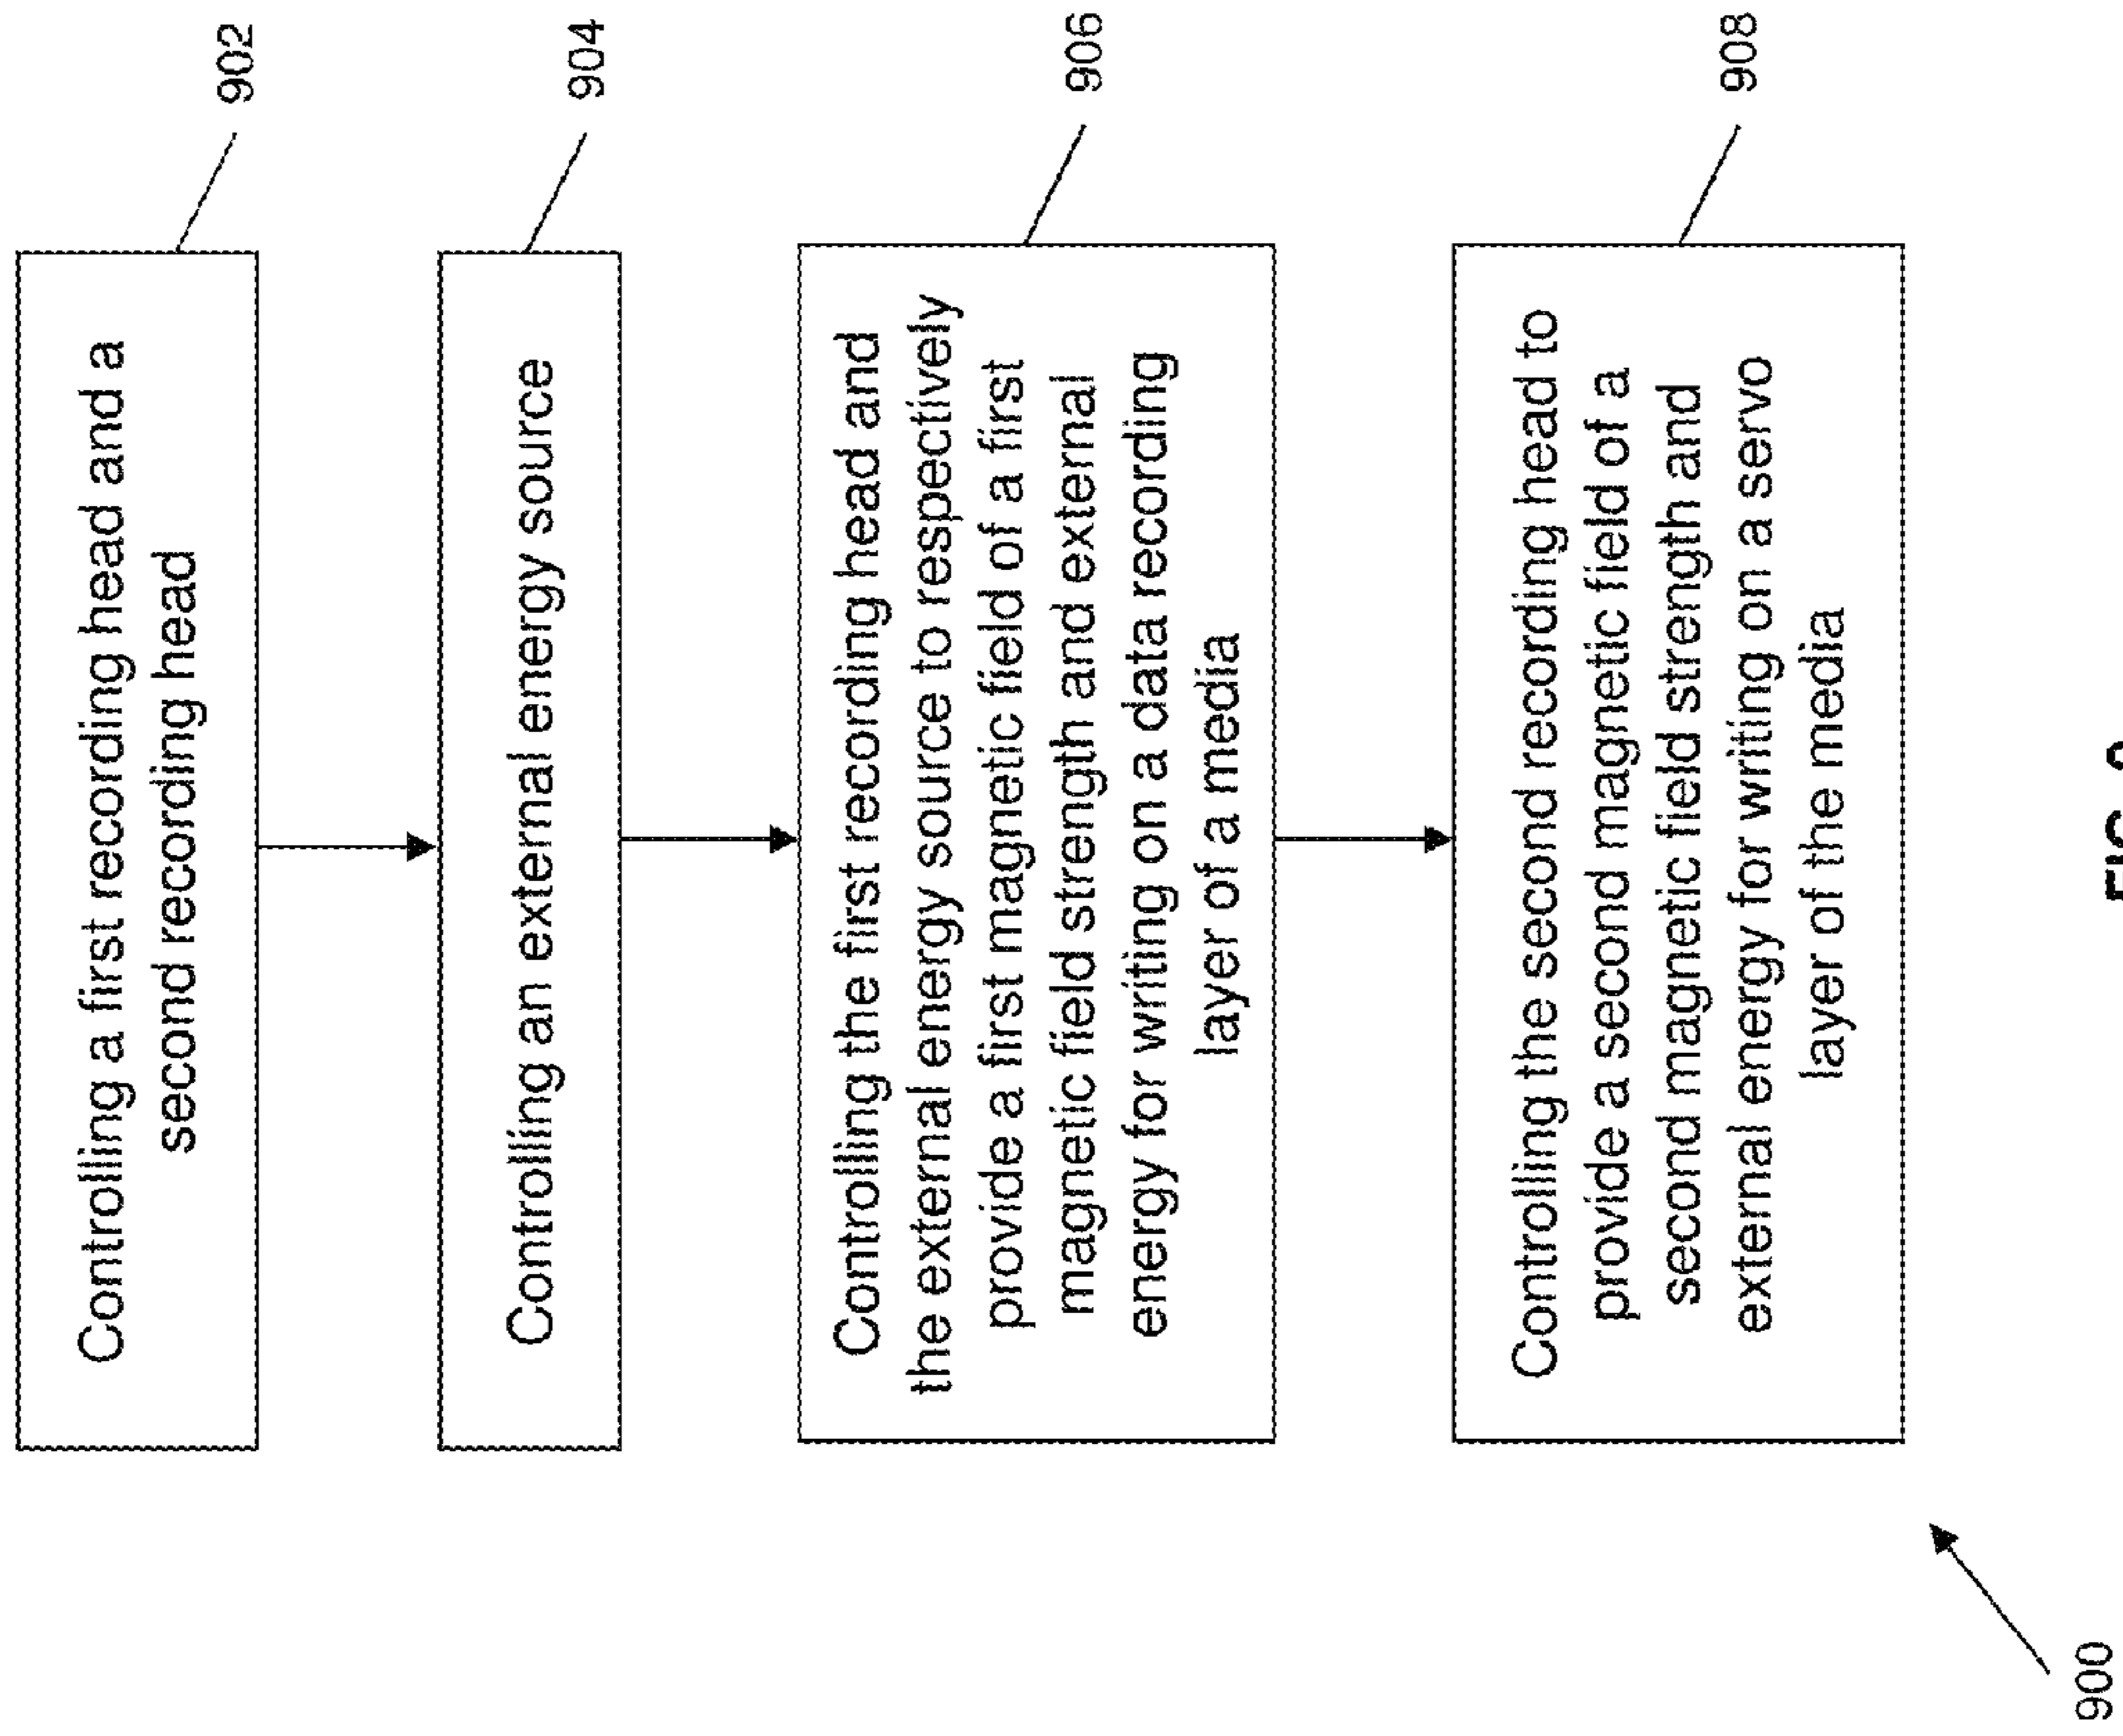 Controlling a first recording head and a
second recording head
902
Controlling an external energy source
904
Controlling the first recording head and
the external energy source to respectively
provide a first magnetic field of a first
magnetic field strength and external
energy for writing on a data recording
layer of a media
906
Controlling the second recording head to
provide a second magnetic field of a
second magnetic field strength and
external energy for writing on a servo
layer of the media
908
900
FIG.